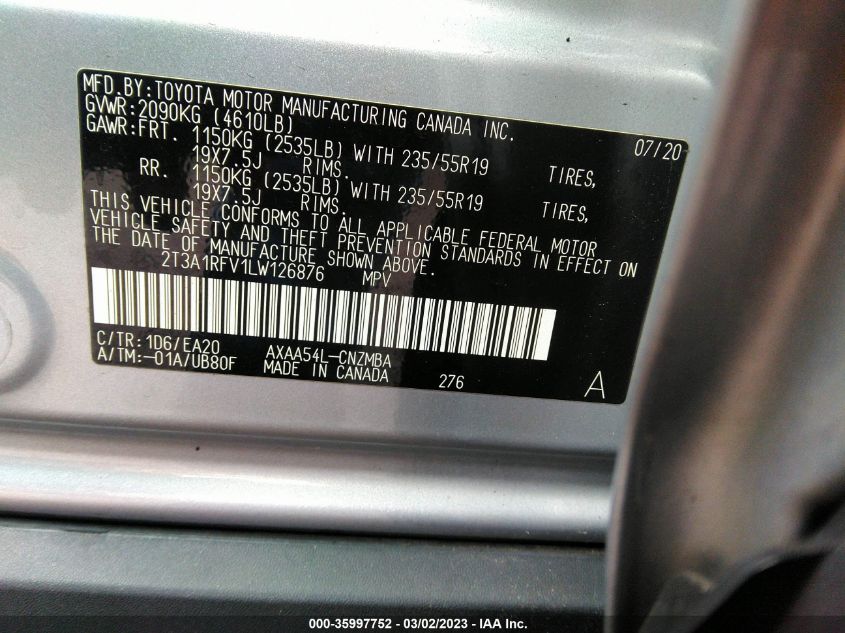 MFD.BY:TOYOTA MOTOR MANUFACTURING CANADA INC.
GVWR:2090KG (4610LB) 07/20
GAWR:FRT. 1150KG (2535LB) WITH 235/55R19 TIRES,
19X7.5J RIMS.
RR. 1150KG (2535LB) WITH 235/55R19 TIRES,
19X7.5J RIMS.
THIS VEHICLE CONFORMS TO ALL APPLICABLE FEDERAL MOTOR
VEHICLE SAFETY AND THEFT PREVENTION STANDARDS IN EFFECT ON
THE DATE OF MANUFACTURE SHOWN ABOVE.
2T3A1RFV1LW126876 MPV
C/TR:1D6/EA20 AXAA54L-CNZMBA
A/TM:-01A/UB80F MADE IN CANADA 276 A
000-35997752 - 03/02/2023 - IAA Inc.